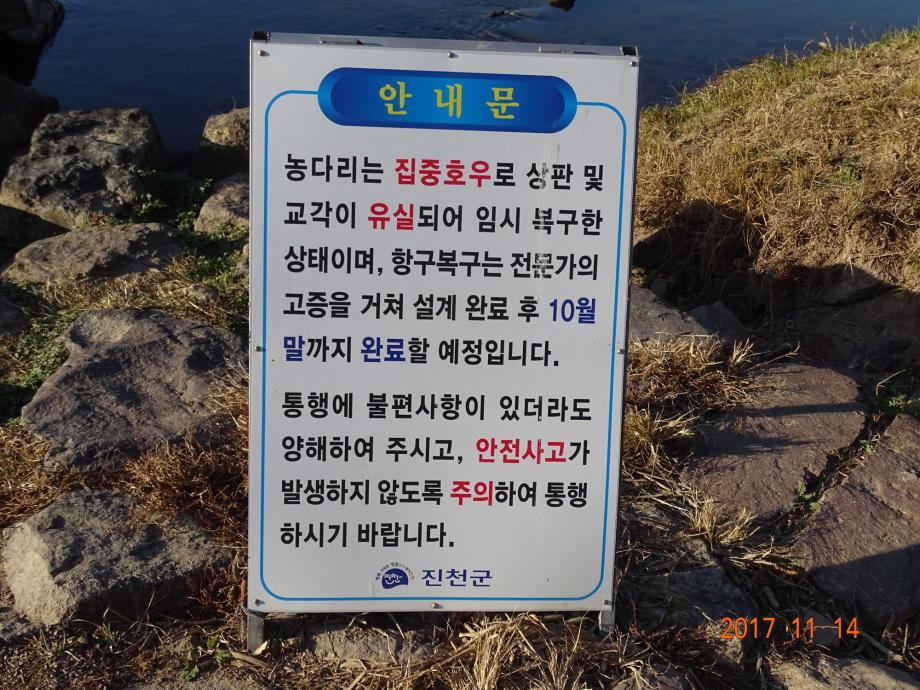 안내문
농다리는 집중호우로 상판 및
교각이 유실되어 임시 복구한
상태이며, 항구복구는 전문가의
고증을 거쳐 설계 완료 후 10월
말까지 완료할 예정입니다.
통행에 불편사항이 있더라도
양해하여 주시고, 안전사고가
발생하지 않도록 주의하여 통행
하시기 바랍니다.
진천군
2017 11 14